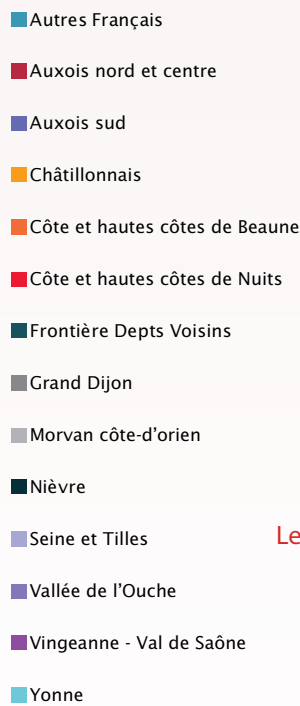 Autres Français
Auxois nord et centre
Auxois sud
Châtillonnais
Côte et hautes côtes de Beaune
Côte et hautes côtes de Nuits
Frontière Depts Voisins
Grand Dijon
Morvan côte-d'orien
Nièvre
Seine et Tilles
Le
Vallée de l'Ouche
Vingeanne - Val de Saône
Yonne